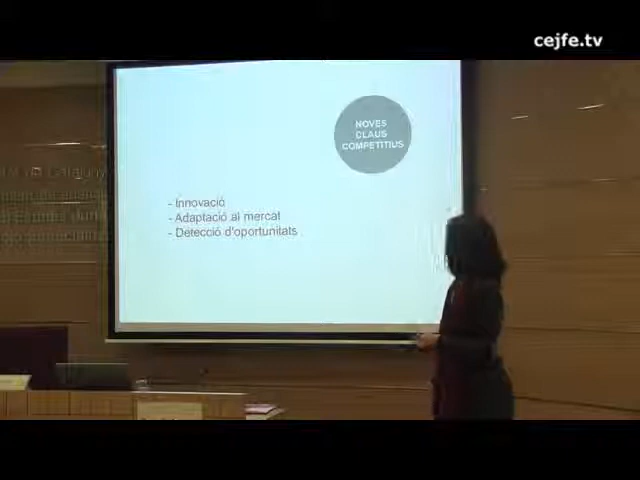 cejfe.tv
NOVES
CLAUS
COMPETITIUS
- Innovació
- Adaptació al mercat
- Detecció d'oportunitats